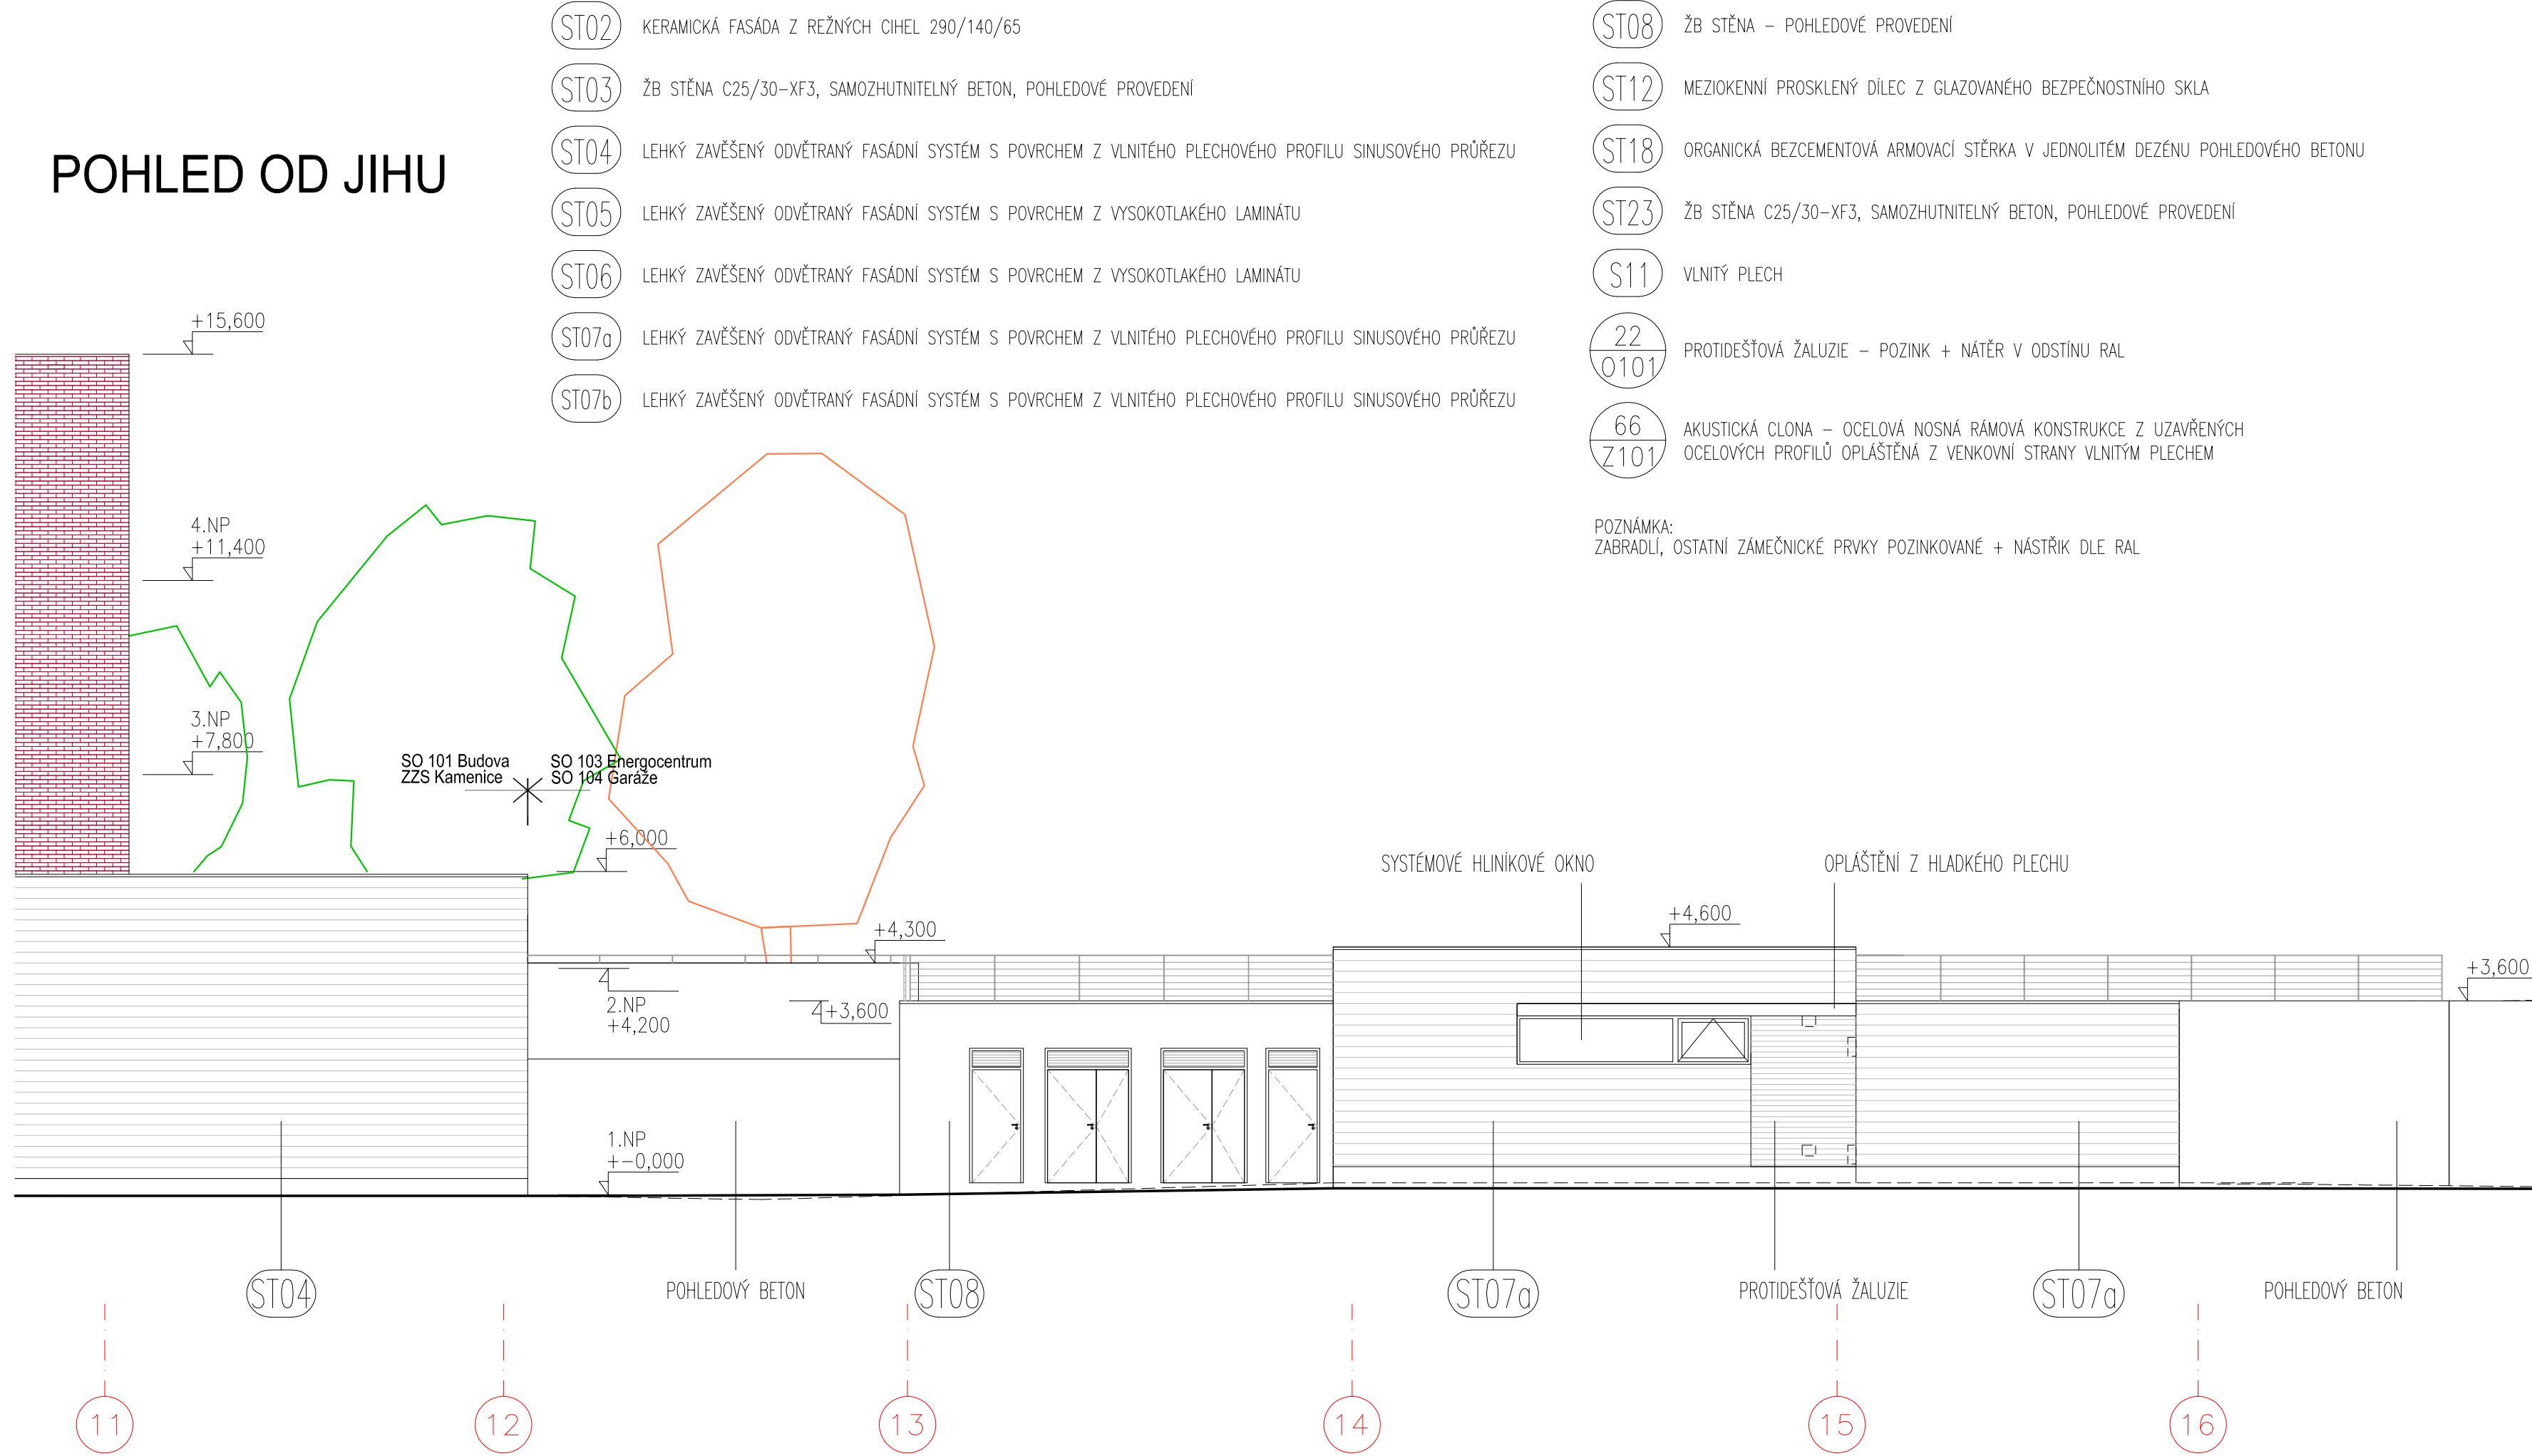 POHLED OD JIHU
ST02 KERAMICKÁ FASÁDA Z REŽNÝCH CIHEL 290/140/65
ST03 ŽB STĚNA C25/30-XF3, SAMOZHUTNITELNÝ BETON, POHLEDOVÉ PROVEDENÍ
ST04 LEHKÝ ZAVĚŠENÝ ODVĚTRANÝ FASÁDNÍ SYSTÉM S POVRCHEM Z VLNITÉHO PLECHOVÉHO PROFILU SINUSOVÉHO PRŮŘEZU
ST05 LEHKÝ ZAVĚŠENÝ ODVĚTRANÝ FASÁDNÍ SYSTÉM S POVRCHEM Z VYSOKOTLAKÉHO LAMINÁTU
ST06 LEHKÝ ZAVĚŠENÝ ODVĚTRANÝ FASÁDNÍ SYSTÉM S POVRCHEM Z VYSOKOTLAKÉHO LAMINÁTU
ST07a LEHKÝ ZAVĚŠENÝ ODVĚTRANÝ FASÁDNÍ SYSTÉM S POVRCHEM Z VLNITÉHO PLECHOVÉHO PROFILU SINUSOVÉHO PRŮŘEZU
ST07b LEHKÝ ZAVĚŠENÝ ODVĚTRANÝ FASÁDNÍ SYSTÉM S POVRCHEM Z VLNITÉHO PLECHOVÉHO PROFILU SINUSOVÉHO PRŮŘEZU
ST08 ŽB STĚNA - POHLEDOVÉ PROVEDENÍ
ST12 MEZIOKENNÍ PROSKLENÝ DÍLEC Z GLAZOVANÉHO BEZPEČNOSTNÍHO SKLA
ST18 ORGANICKÁ BEZCEMENTOVÁ ARMOVACÍ STĚRKA V JEDNOLITÉM DEZÉNU POHLEDOVÉHO BETONU
ST23 ŽB STĚNA C25/30-XF3, SAMOZHUTNITELNÝ BETON, POHLEDOVÉ PROVEDENÍ
S11 VLNITÝ PLECH
22
O101
PROTIDEŠŤOVÁ ŽALUZIE - POZINK + NÁTĚR V ODSTÍNU RAL
66
Z101
AKUSTICKÁ CLONA - OCELOVÁ NOSNÁ RÁMOVÁ KONSTRUKCE Z UZAVŘENÝCH
OCELOVÝCH PROFILŮ OPLÁŠTĚNÁ Z VENKOVNÍ STRANY VLNITÝM PLECHEM
POZNÁMKA:
ZABRADLÍ, OSTATNÍ ZÁMEČNICKÉ PRVKY POZINKOVANÉ + NÁSTŘIK DLE RAL
+15,600
4.NP
+11,400
3.NP
+7,800
SO 101 Budova
ZZS Kamenice
SO 103 Energocentrum
SO 104 Garáže
+6,000
+4,300
2.NP
+4,200
+3,600
1.NP
+-0,000
SYSTÉMOVÉ HLINÍKOVÉ OKNO
OPLÁŠTĚNÍ Z HLADKÉHO PLECHU
+4,600
+3,600
ST04
POHLEDOVÝ BETON
ST08
ST07a
PROTIDEŠŤOVÁ ŽALUZIE
ST07a
POHLEDOVÝ BETON
11
12
13
14
15
16